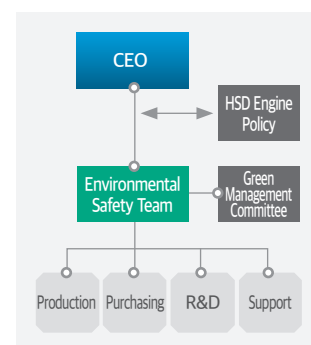 CEO
HSD Engine
Policy
Environmental
Safety Team
Green
Management
Committee
Production
Purchasing
R&D
Support